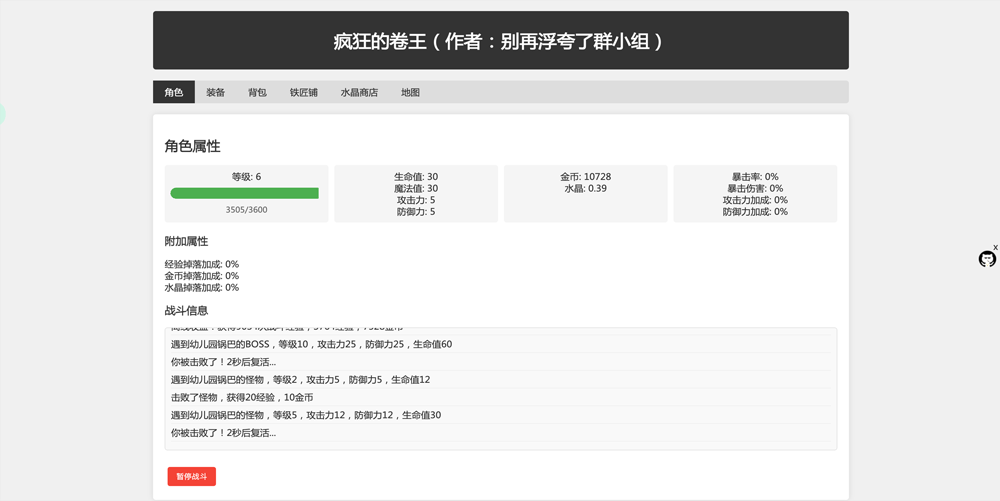 疯狂的卷王（作者：别再浮夸了群小组）
角色 装备 背包 铁匠铺 水晶商店 地图
角色属性
等级: 6
3505/3600
生命值: 30
魔法值: 30
攻击力: 5
防御力: 5
金币: 10728
水晶: 0.39
暴击率: 0%
暴击伤害: 0%
攻击力加成: 0%
防御力加成: 0%
附加属性
经验掉落加成: 0%
金币掉落加成: 0%
水晶掉落加成: 0%
x
战斗信息
遇到幼儿园锅巴的BOSS，等级10，攻击力25，防御力25，生命值60
你被击败了！2秒后复活...
遇到幼儿园锅巴的怪物，等级2，攻击力5，防御力5，生命值12
击败了怪物，获得20经验，10金币
遇到幼儿园锅巴的怪物，等级5，攻击力12，防御力12，生命值30
你被击败了！2秒后复活...
暂停战斗